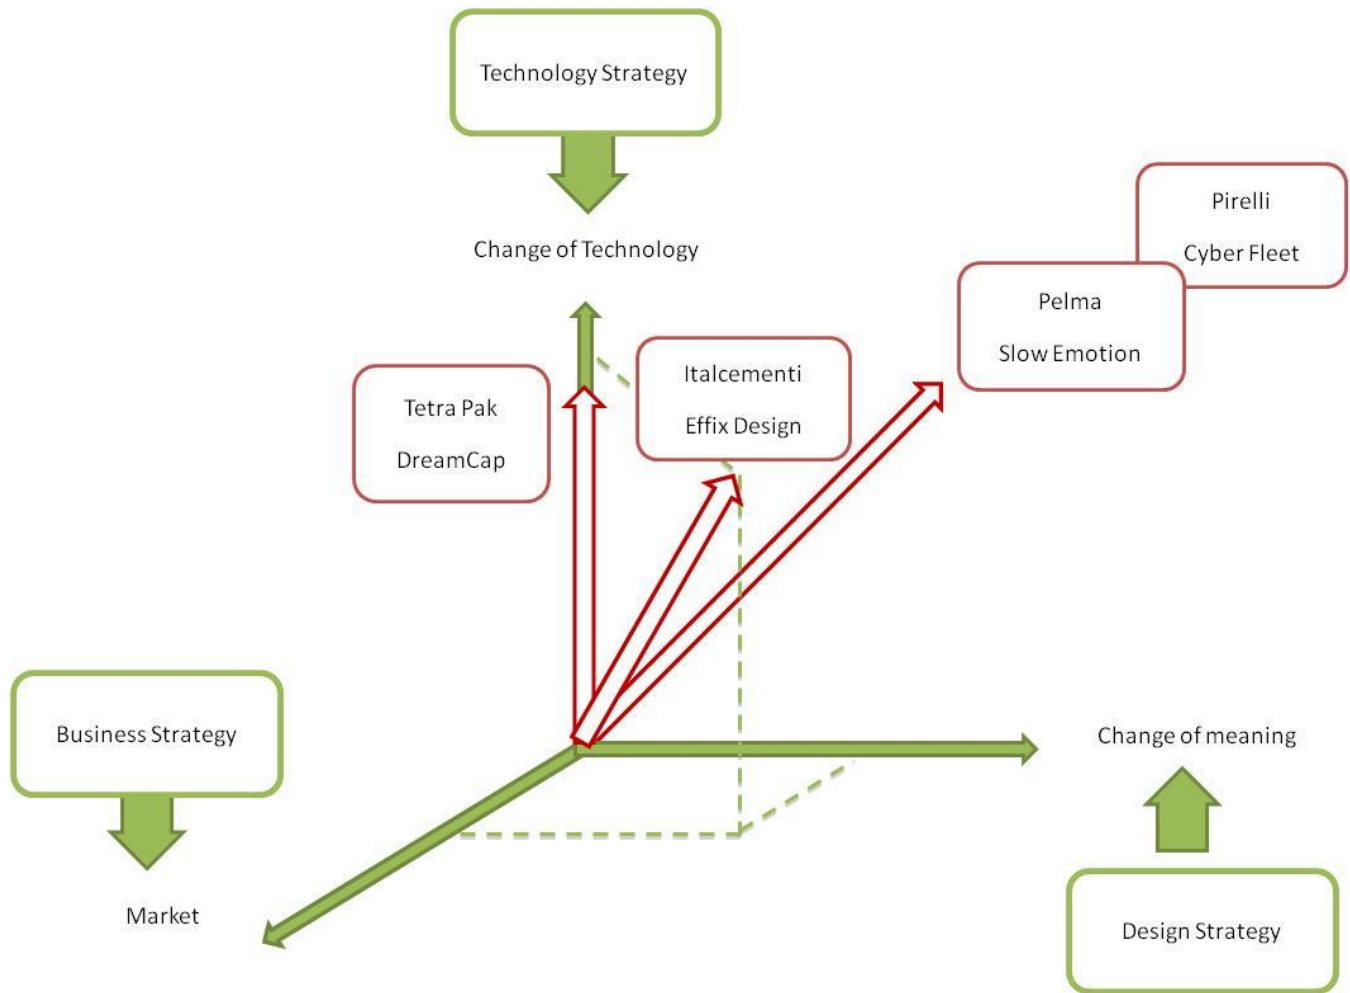 Technology Strategy
Change of Technology
Pirelli
Cyber Fleet
Pelma
Slow Emotion
Italcementi
Effix Design
Tetra Pak
DreamCap
Business Strategy
Market
Change of meaning
Design Strategy